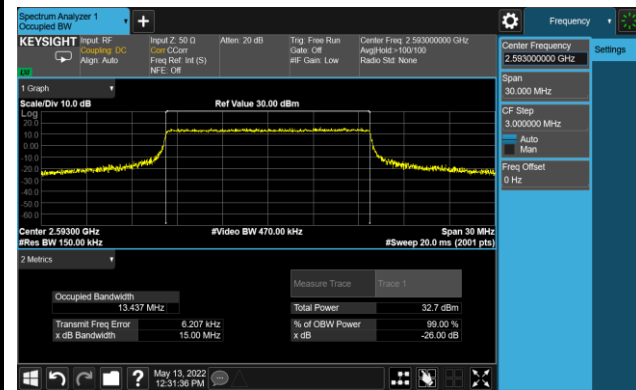 Spectrum Analyzer 1
Occupied BW
Frequency
KEYSIGHT
Input: RF
Coupling: DC
Align: Auto
Input Z: 50 Ω
Corr CCorr
Freq Ref: Int (S)
NFE: Off
Atten: 20 dB
Trig: Free Run
Gate: Off
#IF Gain: Low
Center Freq: 2.593000000 GHz
Avg|Hold:>100/100
Radio Std: None
Center Frequency
2.593000000 GHz
Settings
Span
30.000 MHz
CF Step
3.000000 MHz
Auto
Man
Freq Offset
0 Hz
1 Graph
Scale/Div 10.0 dB
Ref Value 30.00 dBm
Log
20.0
10.0
0.00
-10.0
-20.0
-30.0
-40.0
-50.0
-60.0
Center 2.59300 GHz
#Video BW 470.00 kHz
Span 30 MHz
#Res BW 150.00 kHz
#Sweep 20.0 ms (2001 pts)
2 Metrics
Measure Trace
Trace 1
Occupied Bandwidth
13.437 MHz
Total Power
32.7 dBm
Transmit Freq Error
6.207 kHz
% of OBW Power
99.00 %
x dB Bandwidth
15.00 MHz
x dB
-26.00 dB
May 13, 2022
12:31:36 PM